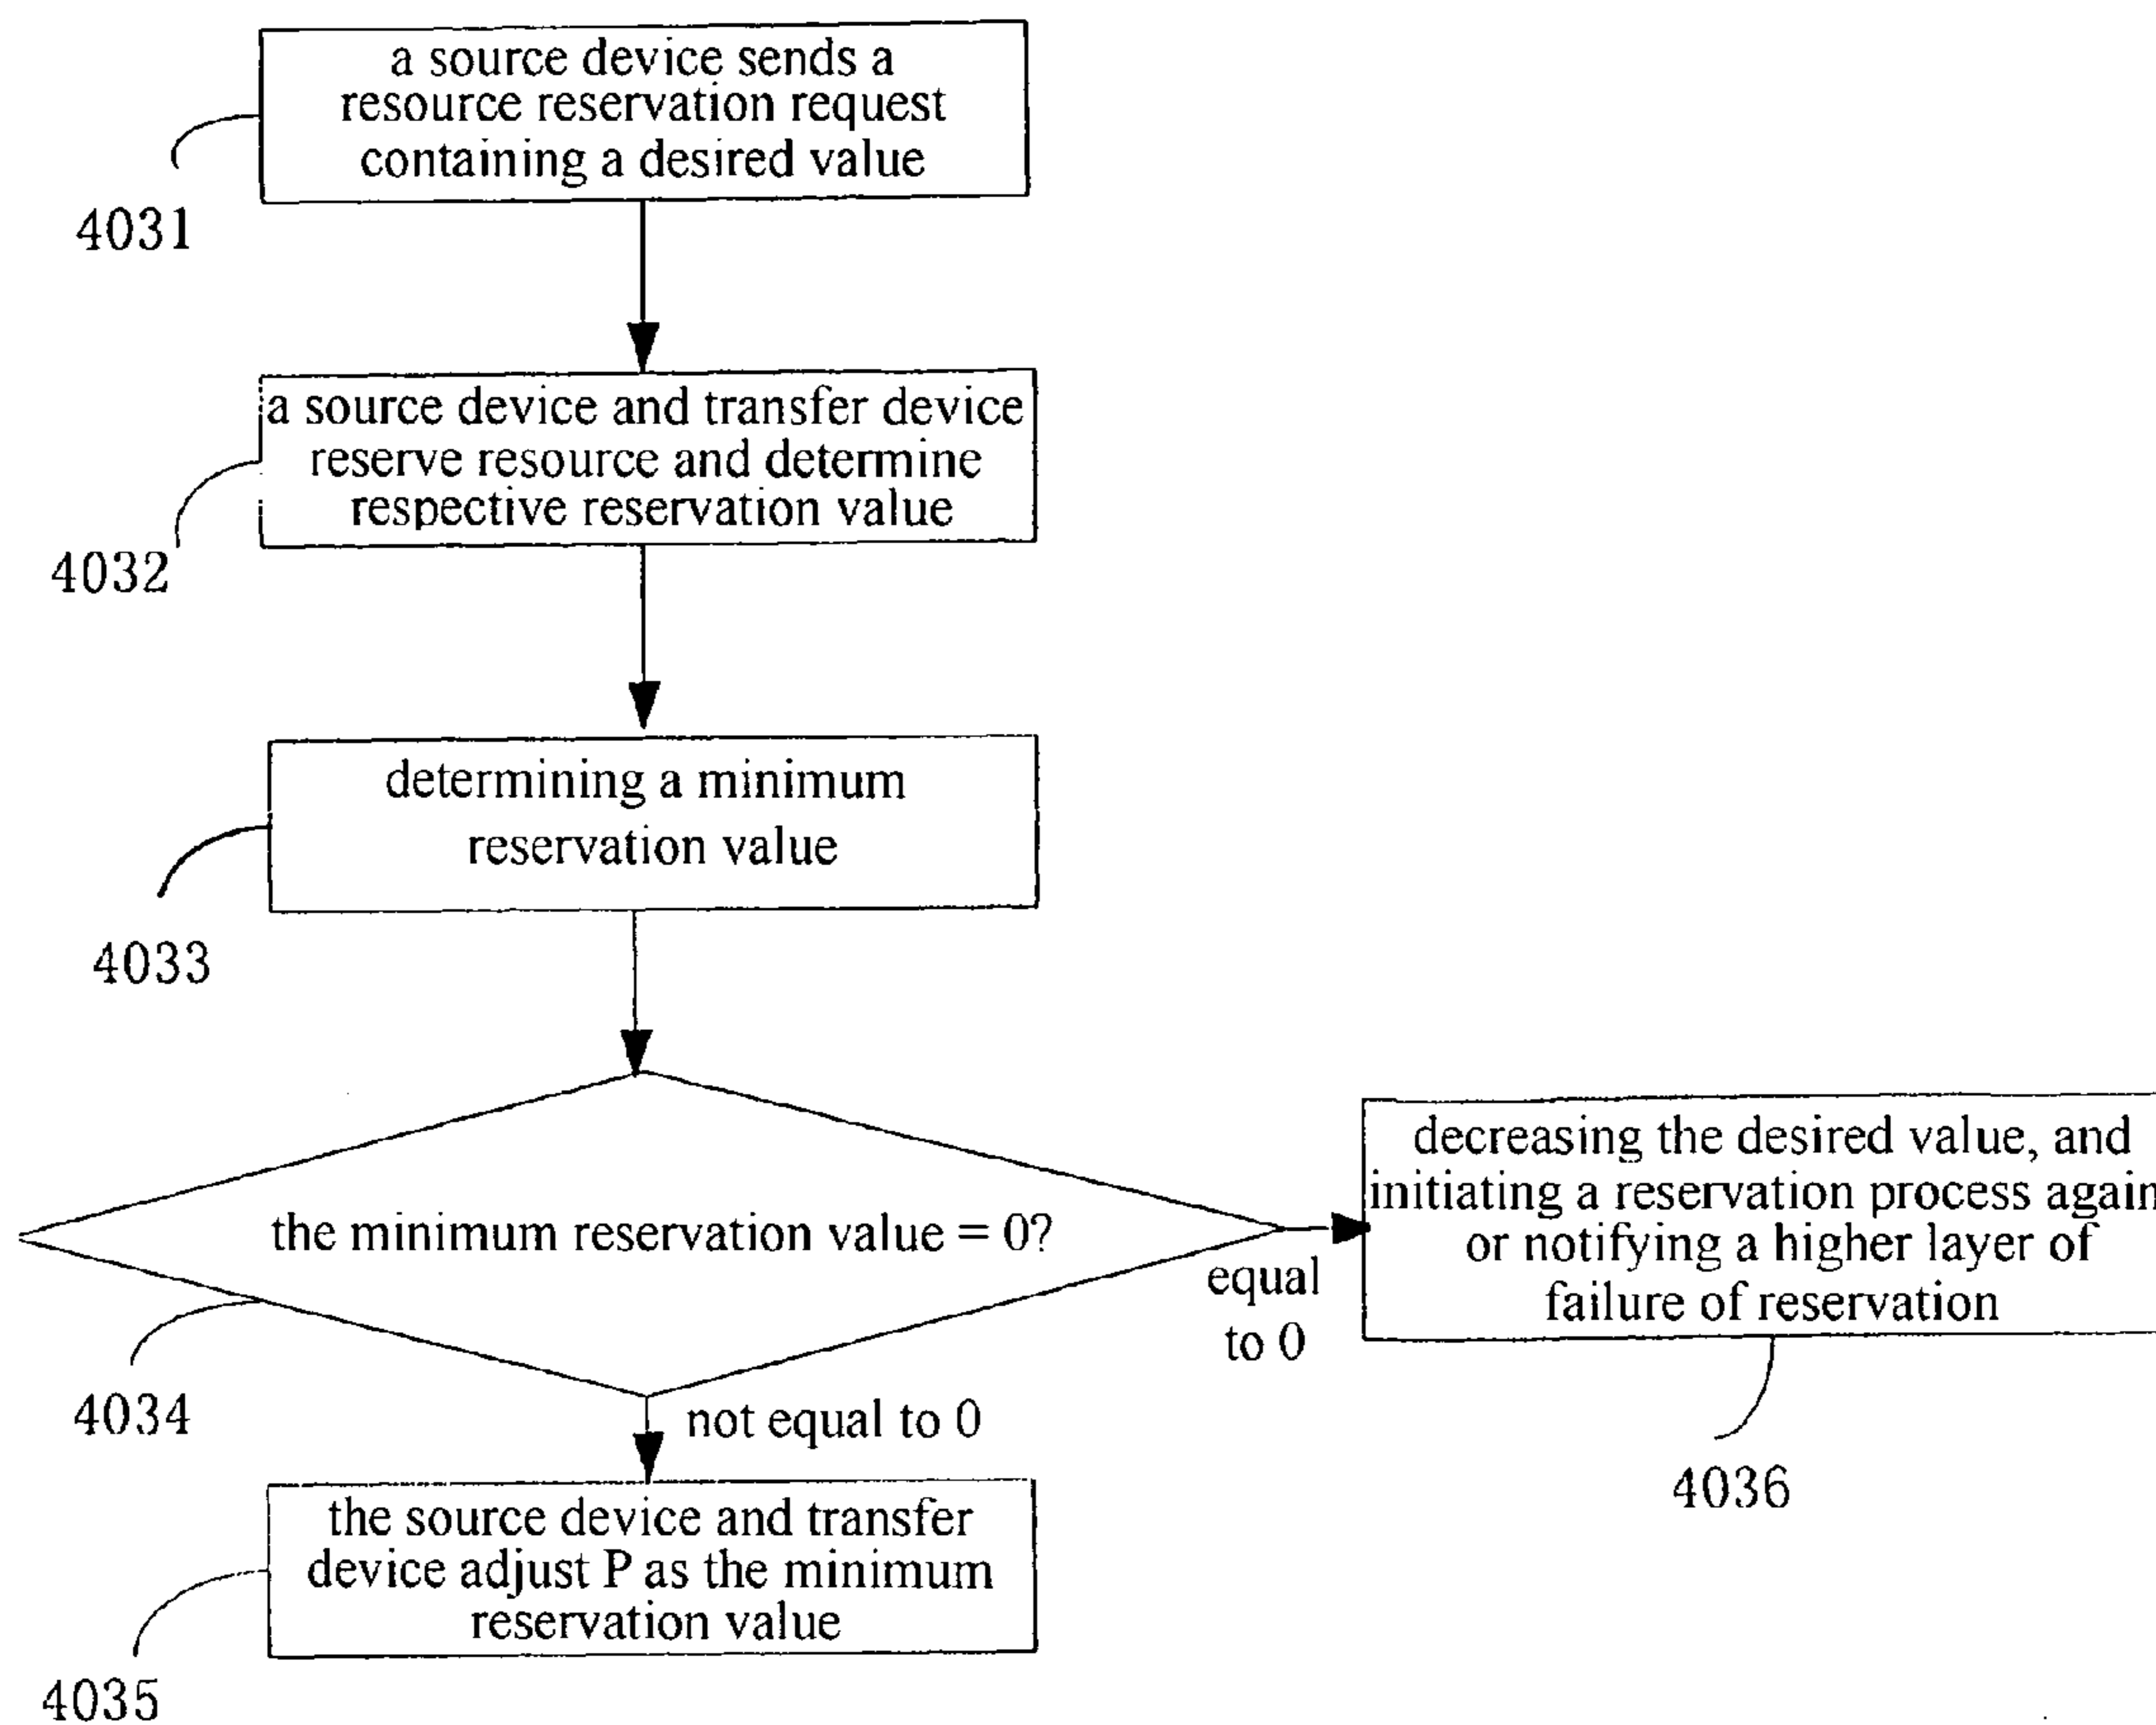 a source device sends a
resource reservation request
containing a desired value
4031
a source device and transfer device
reserve resource and determine
respective reservation value
4032
determining a minimum
reservation value
4033
the minimum reservation value = 0?
equal
to 0
4034
not equal to 0
decreasing the desired value, and
initiating a reservation process again
or notifying a higher layer of
failure of reservation
4036
the source device and transfer
device adjust P as the minimum
reservation value
4035